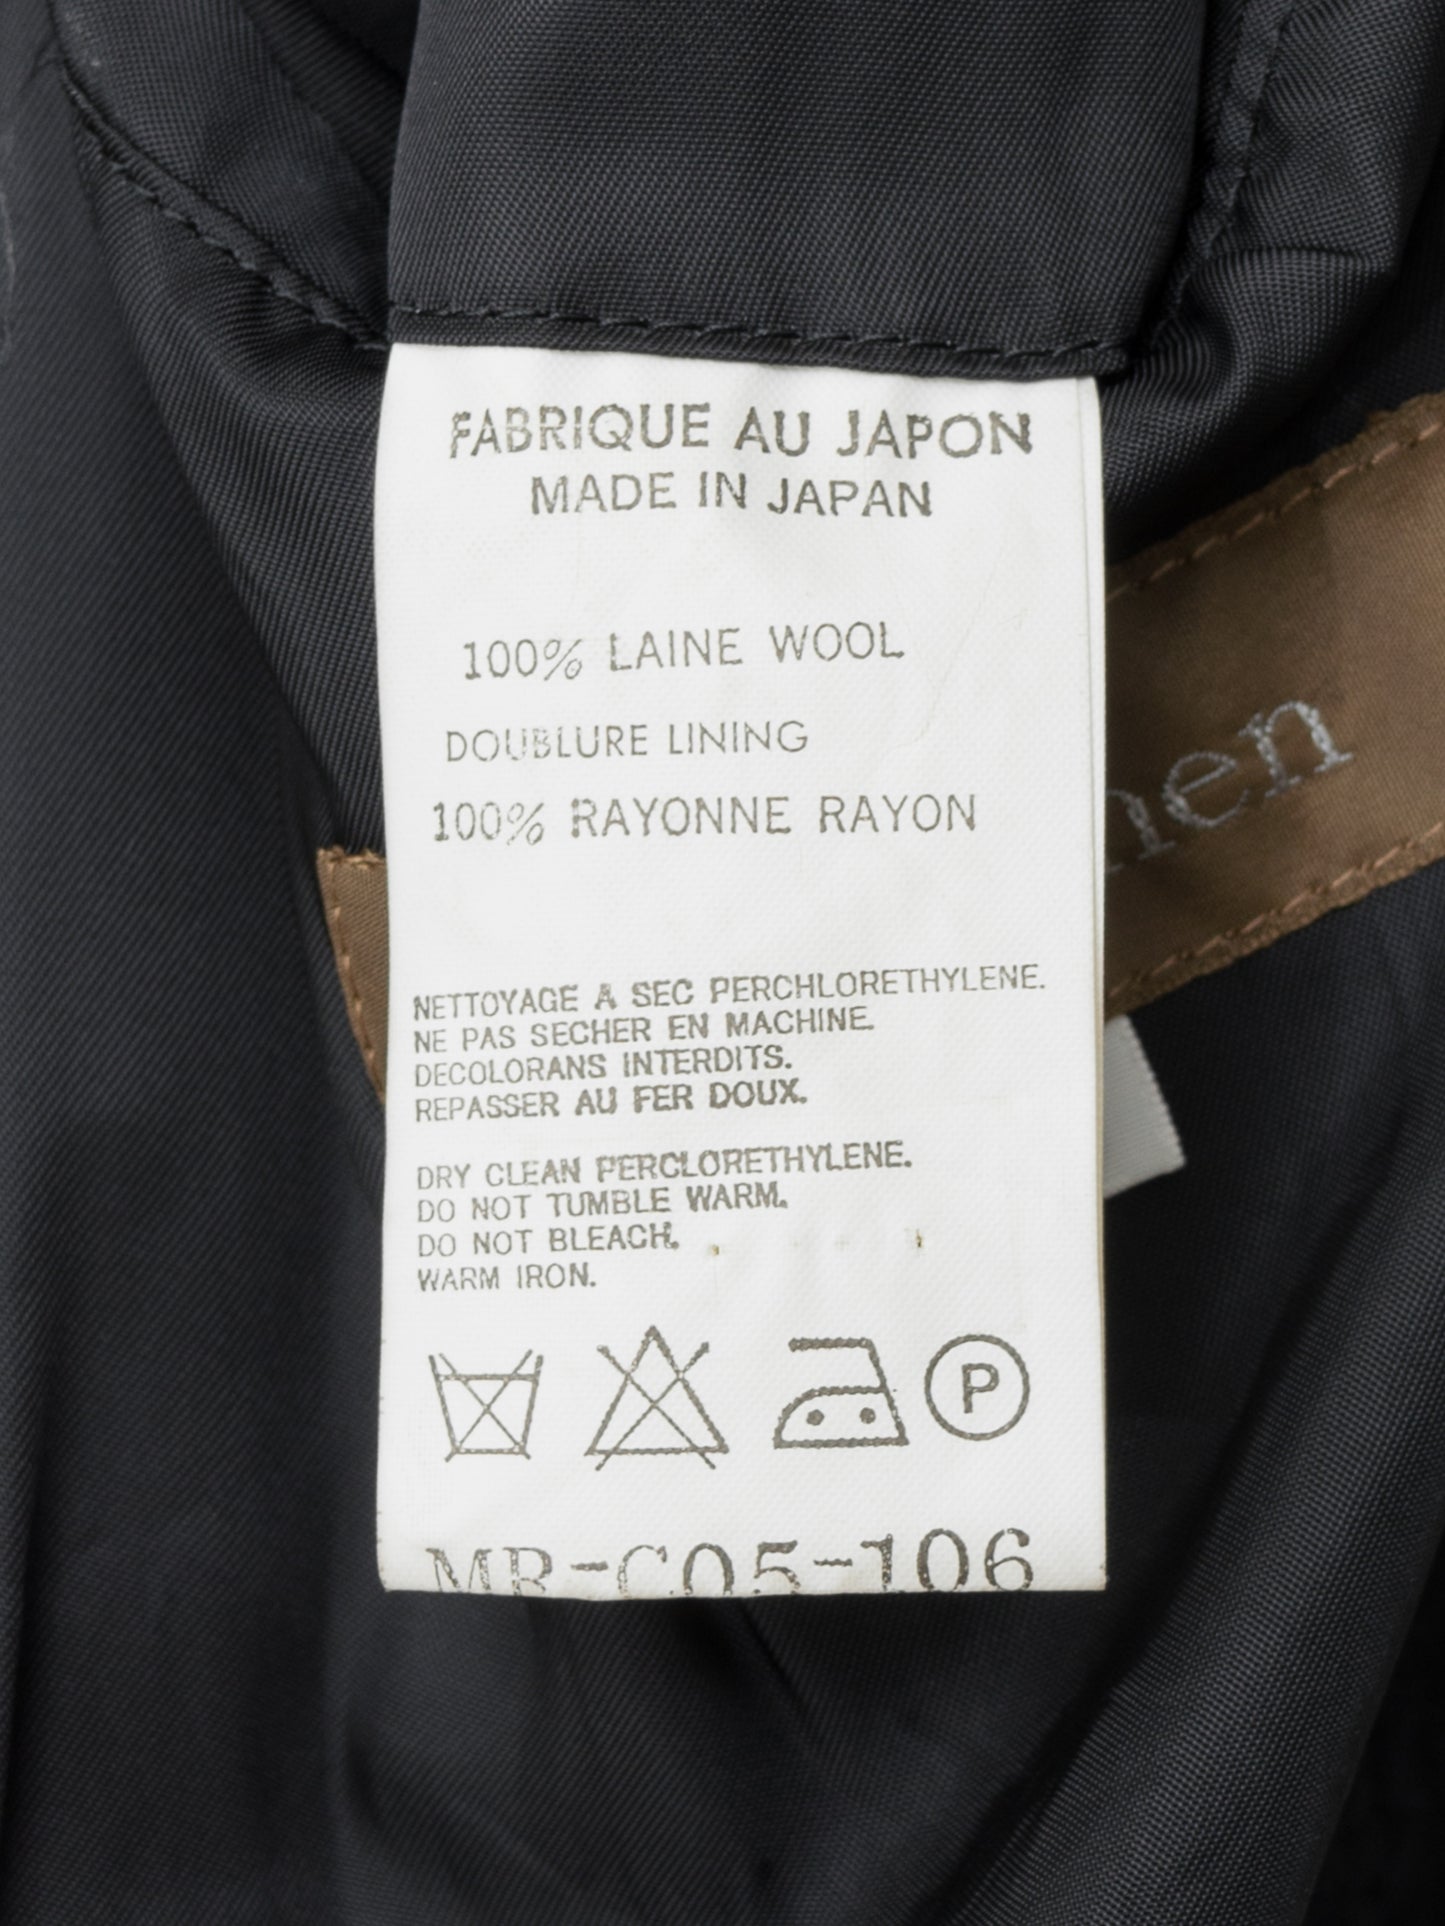 FABRIQUE AU JAPON
MADE IN JAPAN
100% LAINE WOOL
DOUBLURE LINING
100% RAYONNE RAYON
NETTOYAGE A SEC PERCHLORETHYLENE.
NE PAS SECHER EN MACHINE.
DECOLORANS INTERDITS.
REPASSER AU FER DOUX.
DRY CLEAN PERCLORETHYLENE.
DO NOT TUMBLE WARM.
DO NOT BLEACH.
WARM IRON.
P
MR-C05-106